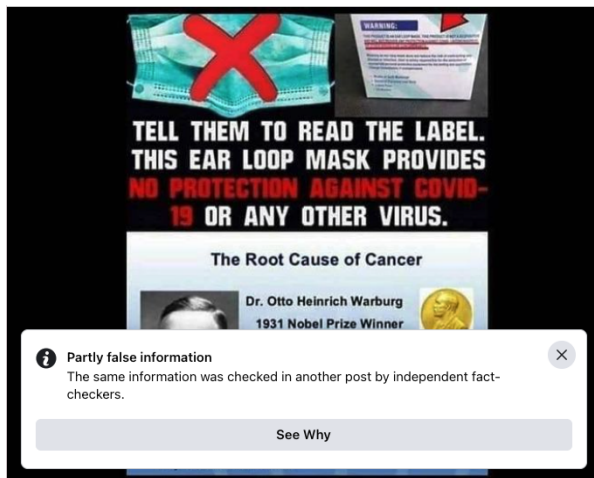 WARNING:
TELL THEM TO READ THE LABEL.
THIS EAR LOOP MASK PROVIDES
NO PROTECTION AGAINST COVID-
19 OR ANY OTHER VIRUS.
The Root Cause of Cancer
Dr. Otto Heinrich Warburg
1931 Nobel Prize Winner
Partly false information
The same information was checked in another post by independent fact-
checkers.
See Why